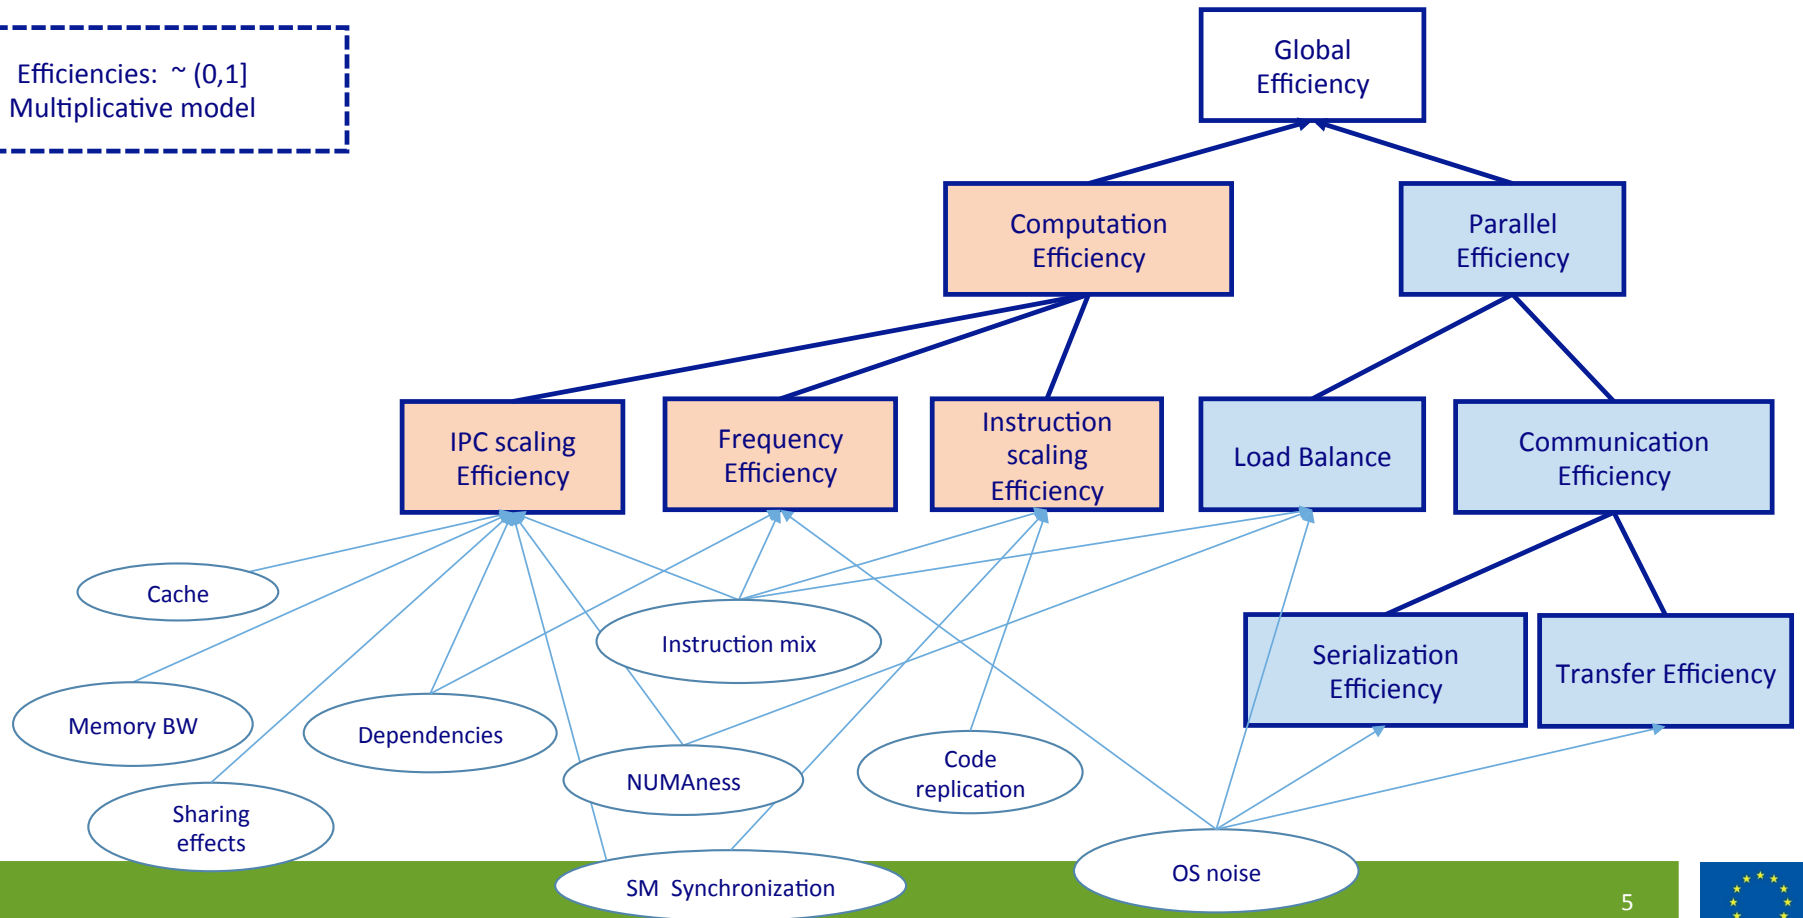 Efficiencies: ~ (0,1]
Multiplicative model
Global
Efficiency
Computation
Efficiency
Parallel
Efficiency
IPC scaling
Efficiency
Frequency
Efficiency
Instruction
scaling
Efficiency
Load Balance
Communication
Efficiency
Serialization
Efficiency
Transfer Efficiency
Cache
Instruction mix
Memory BW
Dependencies
NUMAness
Code
replication
Sharing
effects
SM Synchronization
OS noise
5